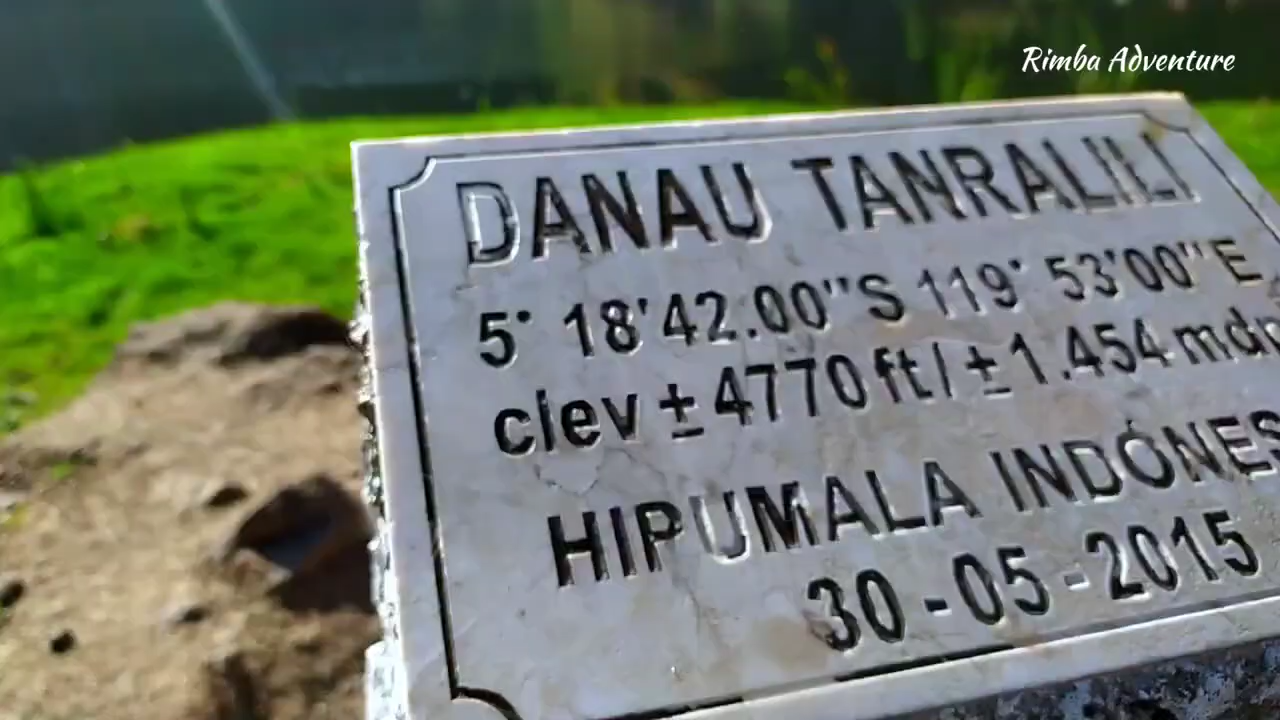 Rimba Adventure
DANAU TANRALILI
5° 18'42.00"S 119° 53'00"E
clev ± 4770 ft / ± 1.454 mdp
HIPUMALA INDONES
30-05-2015